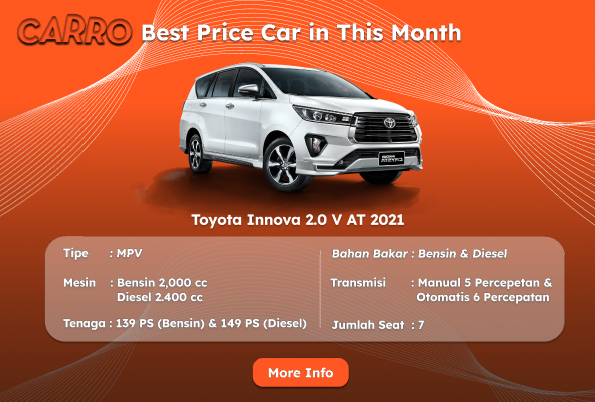 CARRO Best Price Car in This Month
Toyota Innova 2.0 V AT 2021
Tipe : MPV
Mesin : Bensin 2,000 cc
Diesel 2.400 cc
Tenaga : 139 PS (Bensin) & 149 PS (Diesel)
Bahan Bakar : Bensin & Diesel
Transmisi : Manual 5 Percepetan &
Otomatis 6 Percepatan
Jumlah Seat : 7
More Info